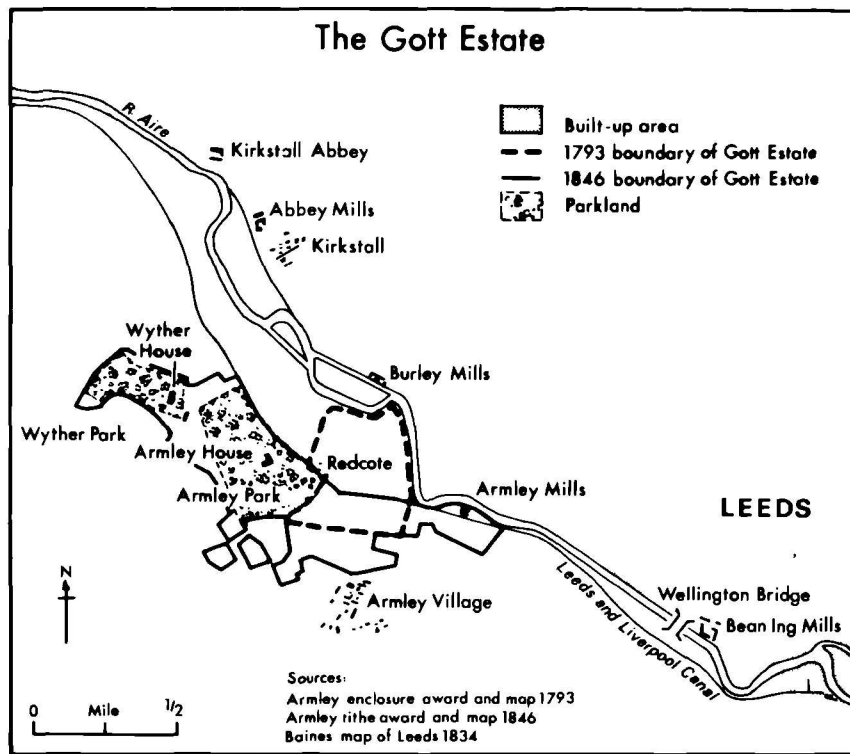 The Gott Estate
R. Aire
Kirkstall Abbey
Abbey Mills
Kirkstall
Built-up area
1793 boundary of Gott Estate
1846 boundary of Gott Estate
Parkland
Wyther
House
Burley Mills
Wyther Park
Armley House
Redcote
Armley Park
Armley Mills
LEEDS
Leeds and Liverpool Canal
Wellington Bridge
Bean Ing Mills
N
Armley Village
Sources:
Armley enclosure award and map 1793
Armley tithe award and map 1846
Baines map of Leeds 1834
0 Mile 1/2